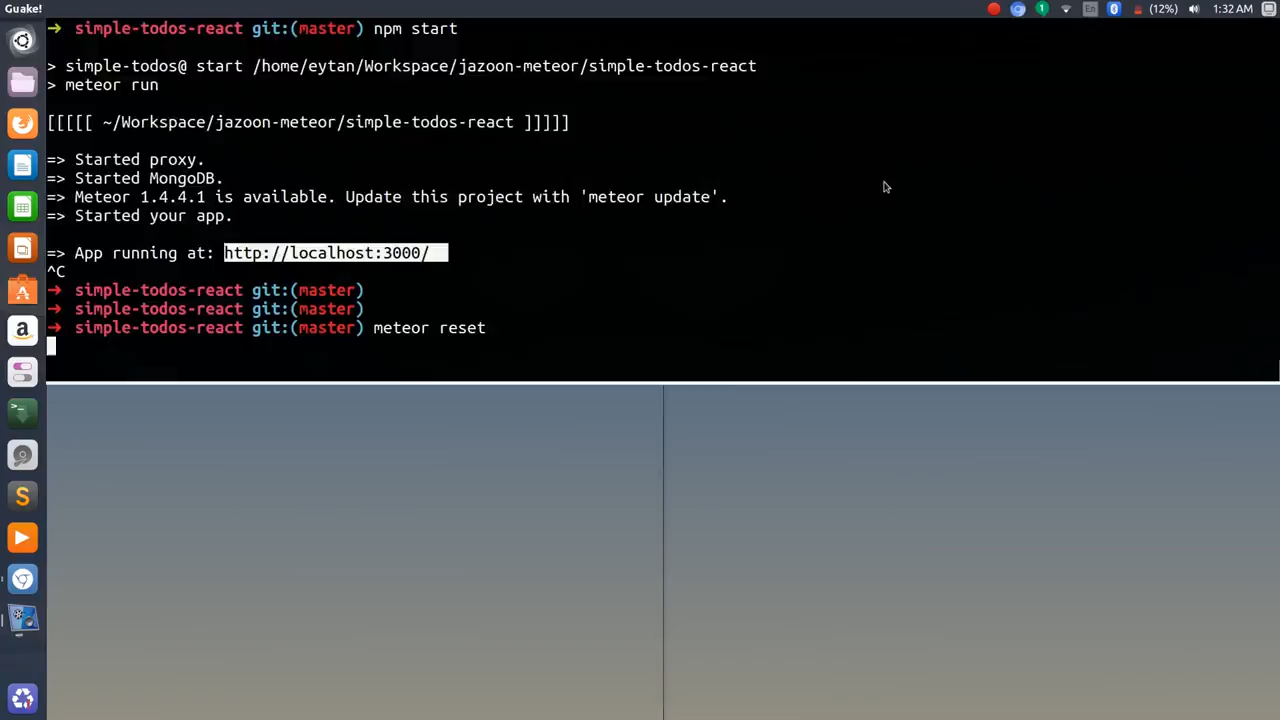 Guake!
En
1
(12%)
1:32 AM
→ simple-todos-react git:(master) npm start
> simple-todos@ start /home/eytan/Workspace/jazoon-meteor/simple-todos-react
> meteor run
[[[[[ ~/Workspace/jazoon-meteor/simple-todos-react ]]]]]
=> Started proxy.
=> Started MongoDB.
=> Meteor 1.4.4.1 is available. Update this project with 'meteor update'.
=> Started your app.
=> App running at: http://localhost:3000/
^C
→ simple-todos-react git:(master)
→ simple-todos-react git:(master)
→ simple-todos-react git:(master) meteor reset